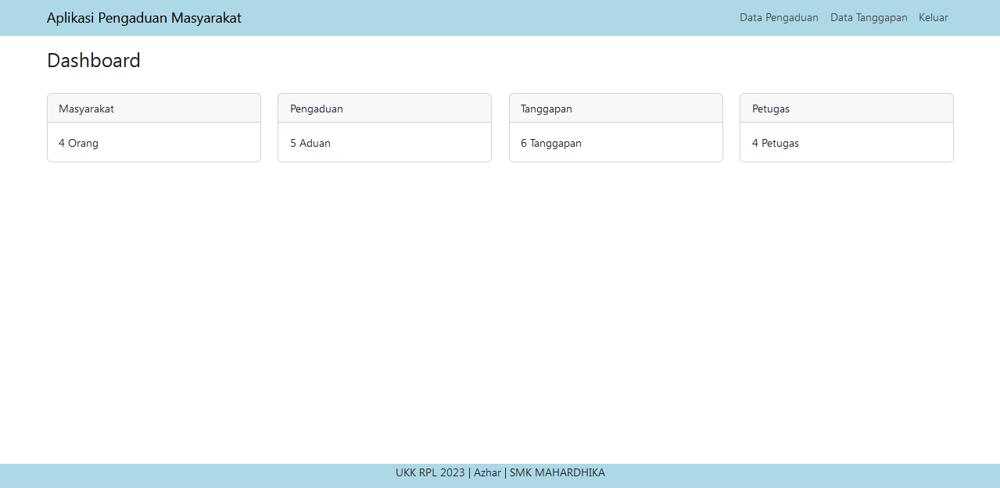 Aplikasi Pengaduan Masyarakat
Data Pengaduan
Data Tanggapan
Keluar
Dashboard
Masyarakat
4 Orang
Pengaduan
5 Aduan
Tanggapan
6 Tanggapan
Petugas
4 Petugas
UKK RPL 2023 | Azhar | SMK MAHARDHIKA